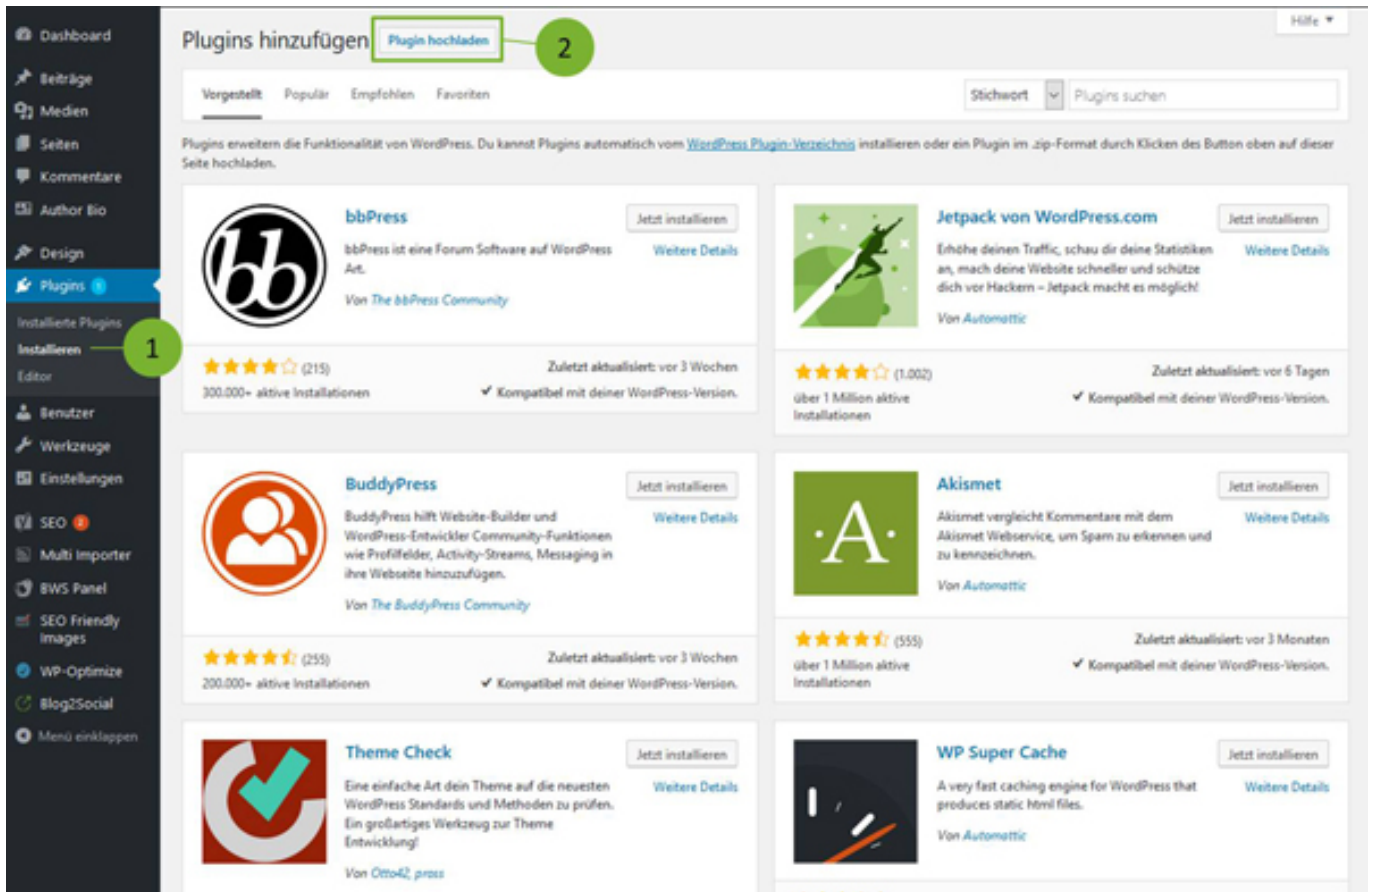 Dashboard
Beiträge
Medien
Seiten
Kommentare
Author Bio
Design
Plugins 1
Installierte Plugins
Installieren
1
Editor
Benutzer
Werkzeuge
Einstellungen
SEO 2
Multi Importer
BWS Panel
SEO Friendly
Images
WP-Optimize
Blog2Social
Menü einklappen
Hilfe
Plugins hinzufügen Plugin hochladen
2
Vorgestellt Populär Empfohlen Favoriten
Stichwort Plugins suchen
Plugins erweitern die Funktionalität von WordPress. Du kannst Plugins automatisch vom WordPress Plugin-Verzeichnis installieren oder ein Plugin im .zip-Format durch Klicken des Button oben auf dieser
Seite hochladen.
bb
bbPress
Jetzt installieren
bbPress ist eine Forum Software auf WordPress
Weitere Details
Art.
Von The bbPress Community
(215)
Zuletzt aktualisiert: vor 3 Wochen
300.000+ aktive Installationen
Kompatibel mit deiner WordPress-Version.
Jetpack von WordPress.com
Jetzt installieren
Erhöhe deinen Traffic, schau dir deine Statistiken
Weitere Details
an, mach deine Website schneller und schütze
dich vor Hackern – Jetpack macht es möglich!
Von Automattic
(1.002)
Zuletzt aktualisiert: vor 6 Tagen
über 1 Million aktive
Installationen
Kompatibel mit deiner WordPress-Version.
BuddyPress
Jetzt installieren
BuddyPress hilft Website-Builder und
Weitere Details
WordPress-Entwickler Community-Funktionen
wie Profilfelder, Activity-Streams, Messaging in
ihre Webseite hinzuzufügen.
Von The BuddyPress Community
(255)
Zuletzt aktualisiert: vor 3 Wochen
200.000+ aktive Installationen
Kompatibel mit deiner WordPress-Version.
·A·
Akismet
Jetzt installieren
Akismet vergleicht Kommentare mit dem
Weitere Details
Akismet Webservice, um Spam zu erkennen und
zu kennzeichnen.
Von Automattic
(555)
Zuletzt aktualisiert: vor 3 Monaten
über 1 Million aktive
Installationen
Kompatibel mit deiner WordPress-Version.
Theme Check
Jetzt installieren
Eine einfache Art dein Theme auf die neuesten
Weitere Details
WordPress Standards und Methoden zu prüfen.
Ein großartiges Werkzeug zur Theme
Entwicklung!
Von Otto42, pross
WP Super Cache
Jetzt installieren
A very fast caching engine for WordPress that
Weitere Details
produces static html files.
Von Automattic